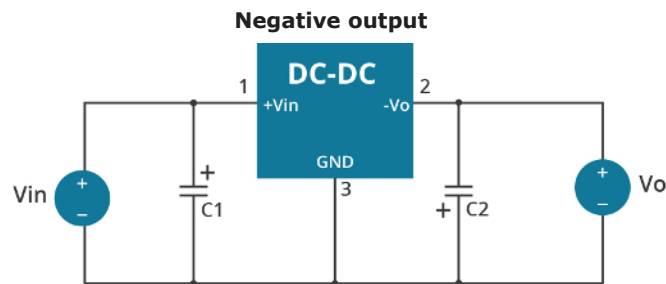 Negative output
DC-DC
1
2
+Vin
-Vo
GND
3
Vin
+
−
+
C1
+
C2
+
−
Vo